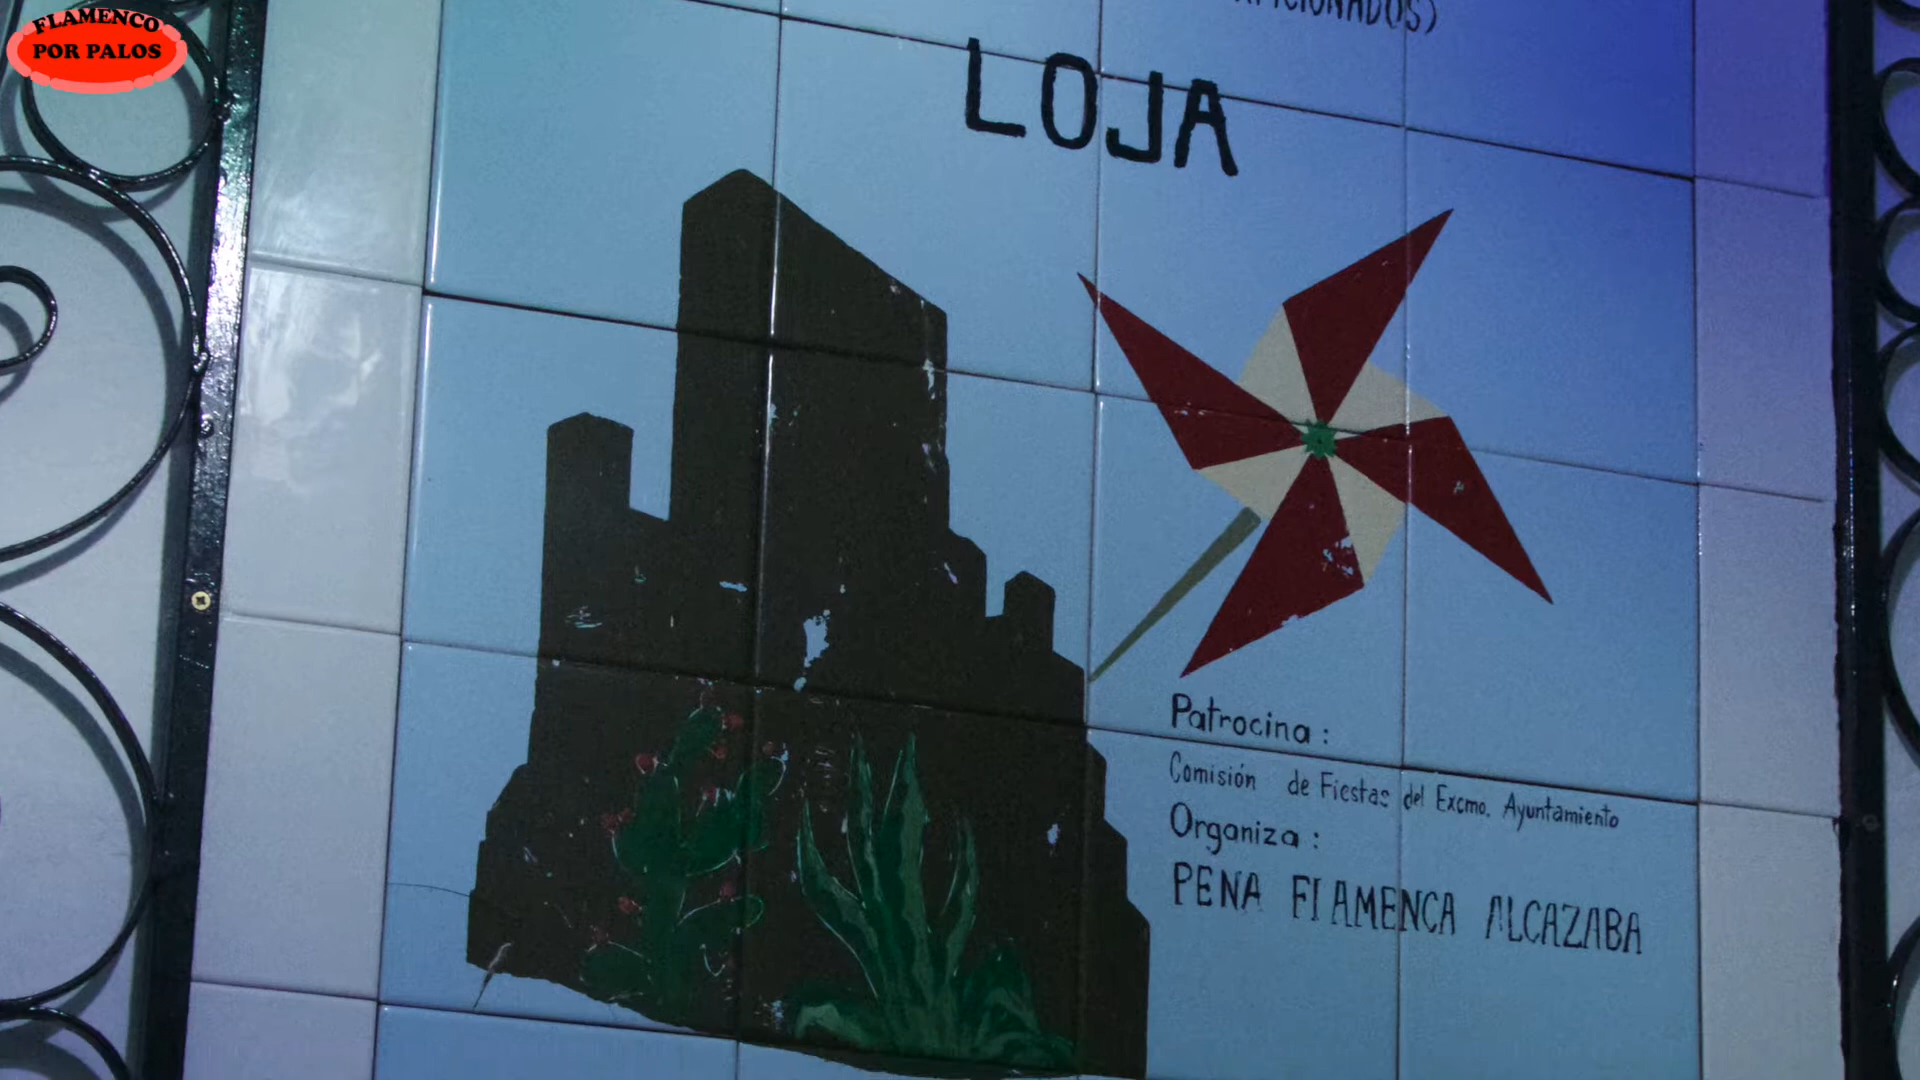 FLAMENCO
POR PALOS
LOJA
Patrocina :
Comisión de Fiestas del Excmo. Ayuntamiento
Organiza :
PENA FLAMENCA ALCAZABA